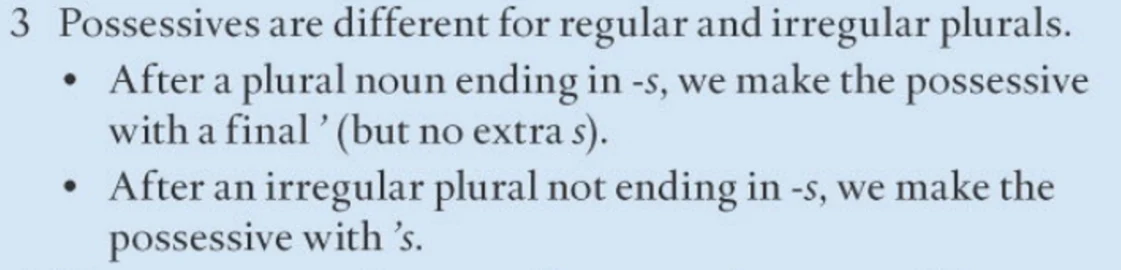 3 Possessives are different for regular and irregular plurals.
• After a plural noun ending in -s, we make the possessive
with a final ’ (but no extra s).
• After an irregular plural not ending in -s, we make the
possessive with ’s.